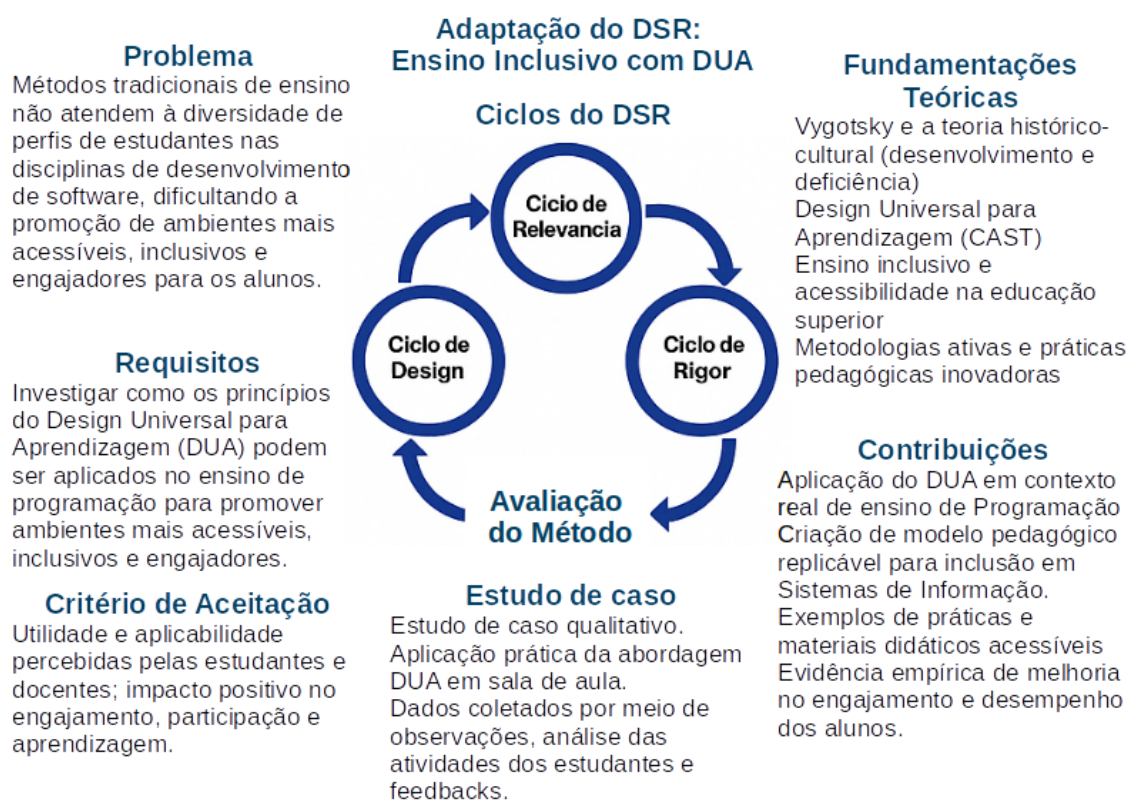 Adaptação do DSR:
Ensino Inclusivo com DUA
Problema
Métodos tradicionais de ensino
não atendem à diversidade de
perfis de estudantes nas
disciplinas de desenvolvimento
de software, dificultando a
promoção de ambientes mais
acessíveis, inclusivos e
engajadores para os alunos.
Requisitos
Investigar como os princípios
do Design Universal para
Aprendizagem (DUA) podem
ser aplicados no ensino de
programação para promover
ambientes mais acessíveis,
inclusivos e engajadores.
Critério de Aceitação
Utilidade e aplicabilidade
percebidas pelas estudantes e
docentes; impacto positivo no
engajamento, participação e
aprendizagem.
Ciclos do DSR
Cicio de
Relevancia
Ciclo de
Design
Ciclo de
Rigor
Avaliação
do Método
Estudo de caso
Estudo de caso qualitativo.
Aplicação prática da abordagem
DUA em sala de aula.
Dados coletados por meio de
observações, análise das
atividades dos estudantes e
feedbacks.
Fundamentações
Teóricas
Vygotsky e a teoria histórico-
cultural (desenvolvimento e
deficiência)
Design Universal para
Aprendizagem (CAST)
Ensino inclusivo e
acessibilidade na educação
superior
Metodologias ativas e práticas
pedagógicas inovadoras
Contribuições
Aplicação do DUA em contexto
real de ensino de Programação
Criação de modelo pedagógico
replicável para inclusão em
Sistemas de Informação.
Exemplos de práticas e
materiais didáticos acessíveis
Evidência empírica de melhoria
no engajamento e desempenho
dos alunos.